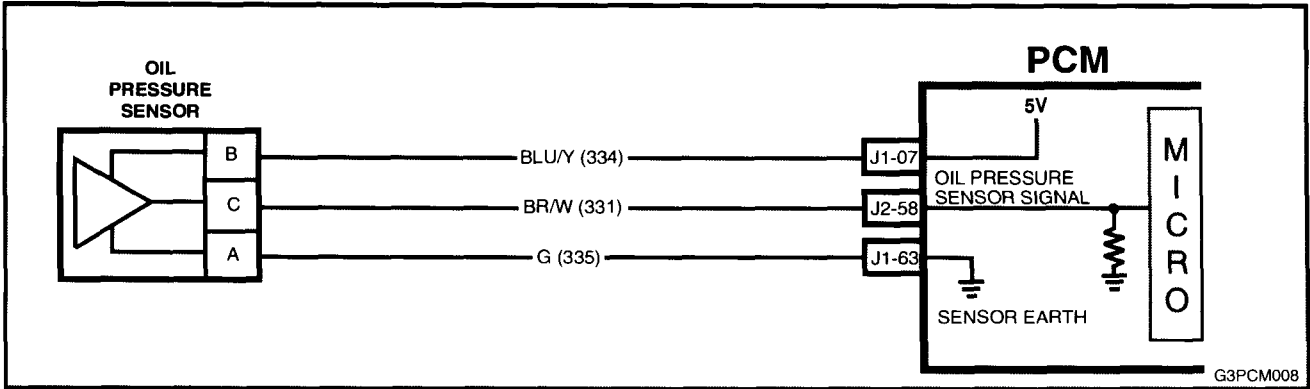 OIL
PRESSURE
SENSOR
B
C
A
BLU/Y (334)
BR/W (331)
G (335)
PCM
J1-07
J2-58
J1-63
5V
OIL PRESSURE
SENSOR SIGNAL
SENSOR EARTH
MICRO
G3PCM008